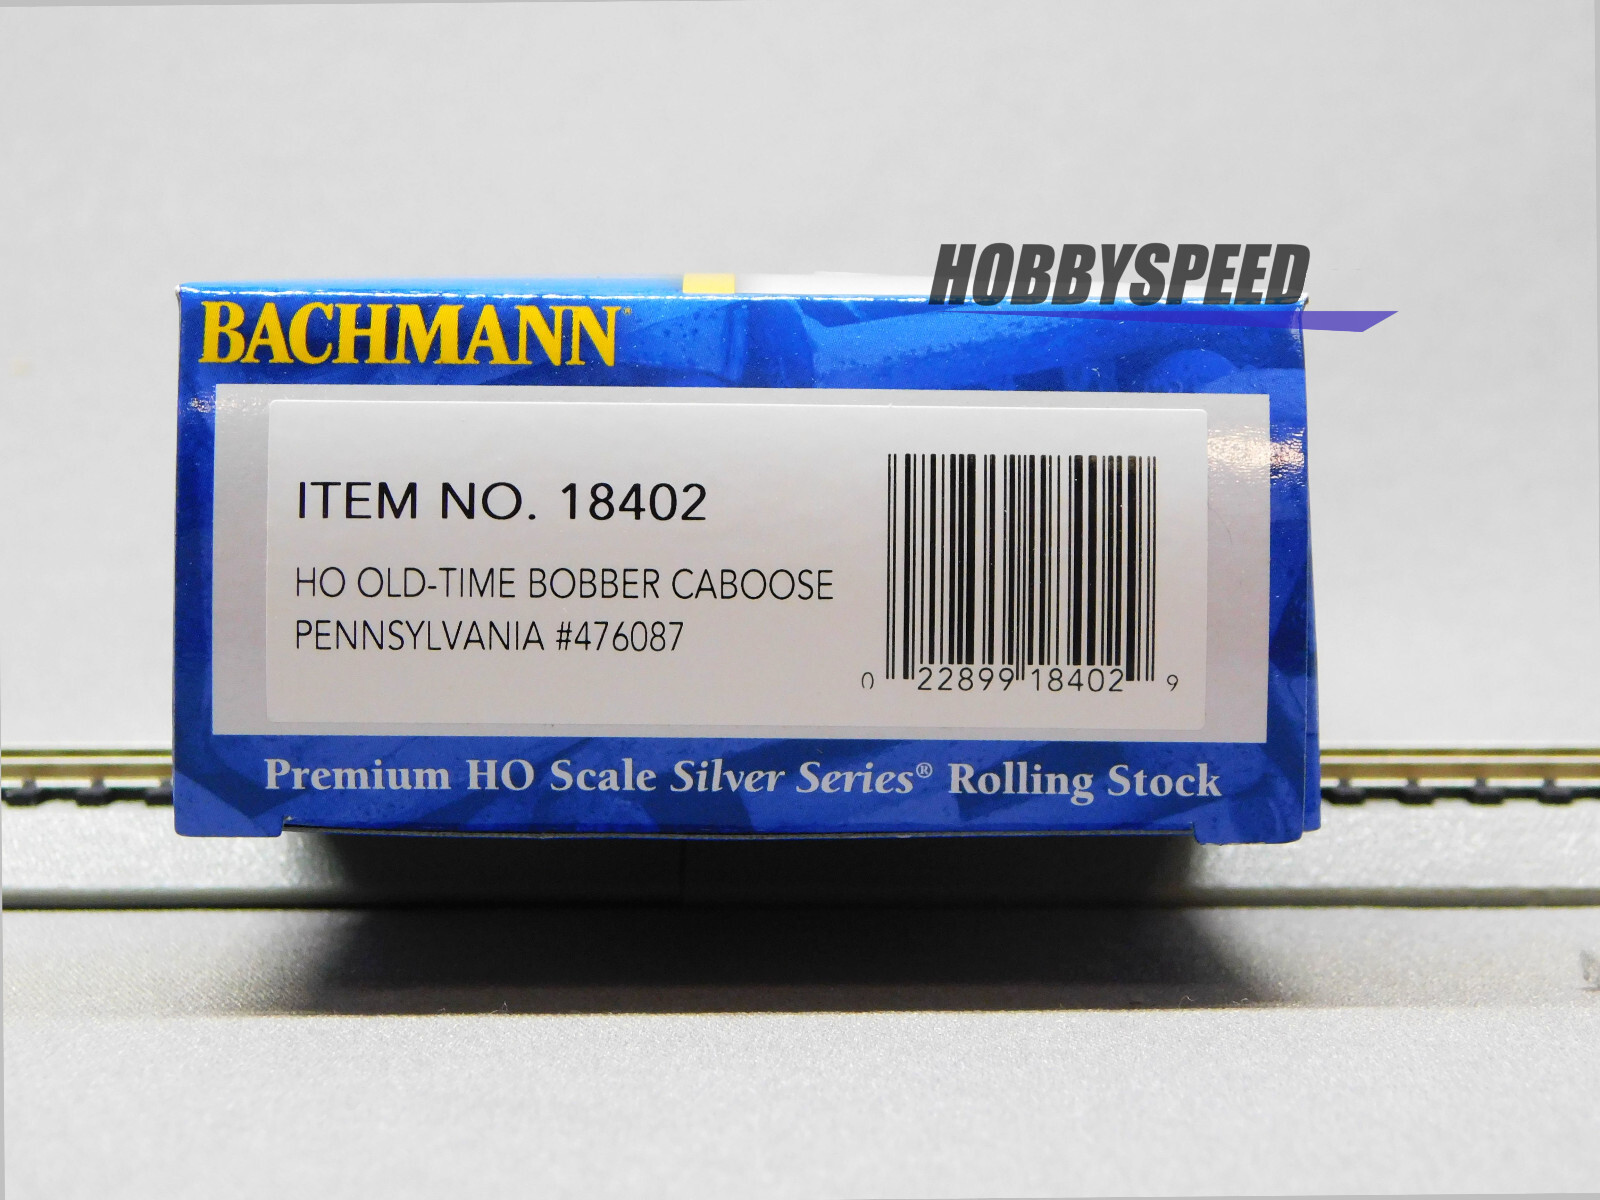 HOBBYSPEED
BACHMANN®
ITEM NO. 18402
HO OLD-TIME BOBBER CABOOSE
PENNSYLVANIA #476087
0 22899 18402 9
Premium HO Scale Silver Series® Rolling Stock